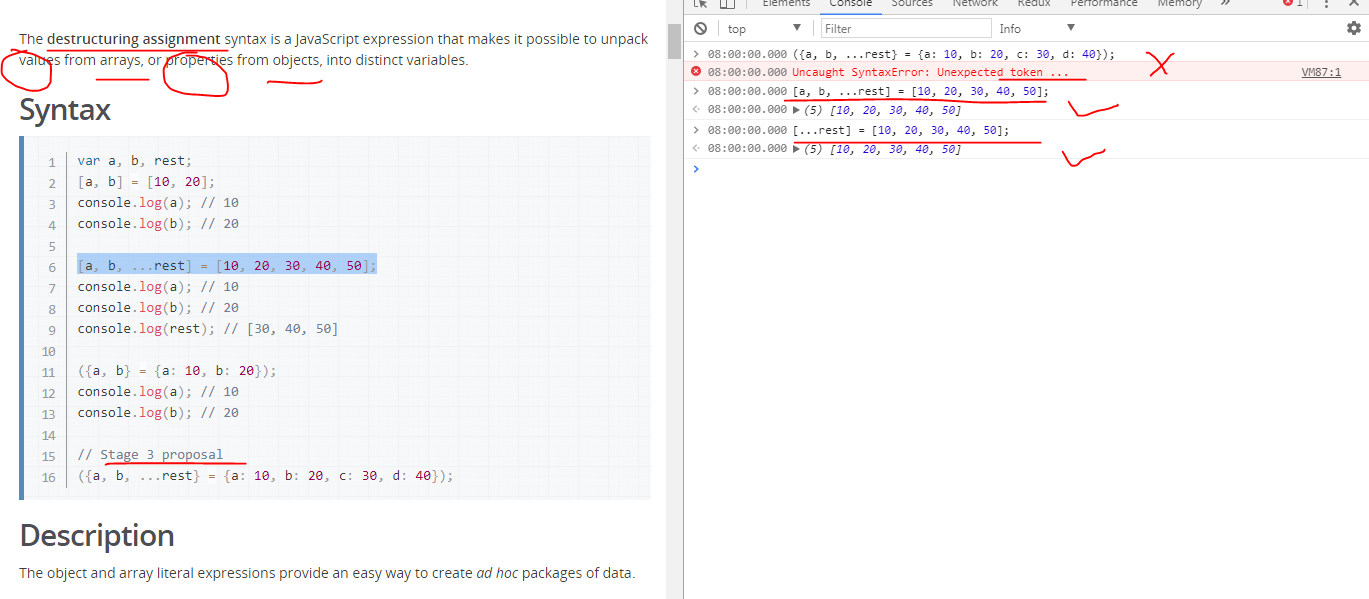 The destructuring assignment syntax is a JavaScript expression that makes it possible to unpack
values from arrays, or properties from objects, into distinct variables.
Syntax
1 var a, b, rest;
2 [a, b] = [10, 20];
3 console.log(a); // 10
4 console.log(b); // 20
5
6 [a, b, ...rest] = [10, 20, 30, 40, 50];
7 console.log(a); // 10
8 console.log(b); // 20
9 console.log(rest); // [30, 40, 50]
10
11 ({a, b} = {a: 10, b: 20});
12 console.log(a); // 10
13 console.log(b); // 20
14
15 // Stage 3 proposal
16 ({a, b, ...rest} = {a: 10, b: 20, c: 30, d: 40});
Description
The object and array literal expressions provide an easy way to create ad hoc packages of data.
Elements Console Sources Network Redux Performance Memory » 1
top ▼ Filter Info ▼
> 08:00:00.000 ({a, b, ...rest} = {a: 10, b: 20, c: 30, d: 40});
08:00:00.000 Uncaught SyntaxError: Unexpected token ... VM87:1
> 08:00:00.000 [a, b, ...rest] = [10, 20, 30, 40, 50];
08:00:00.000 ▶ (5) [10, 20, 30, 40, 50]
> 08:00:00.000 [...rest] = [10, 20, 30, 40, 50];
08:00:00.000 ▶ (5) [10, 20, 30, 40, 50]
>